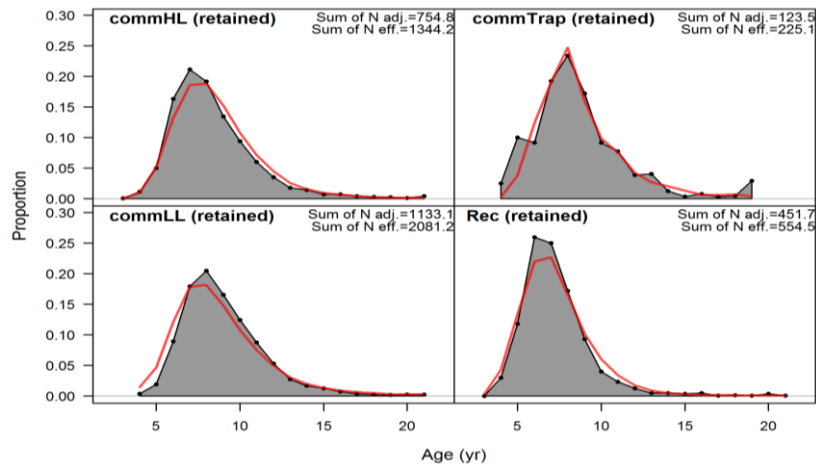 commHL (retained)
Sum of N adj.=754.8
Sum of N eff.=1344.2
commTrap (retained)
Sum of N adj.=123.5
Sum of N eff.=225.1
0.30
0.25
0.20
0.15
0.10
0.05
0.00
commLL (retained)
Sum of N adj.=1133.1
Sum of N eff.=2081.2
Rec (retained)
Sum of N adj.=451.7
Sum of N eff.=554.5
0.30
0.25
0.20
0.15
0.10
0.05
0.00
Proportion
5 10 15 20 5 10 15 20
Age (yr)